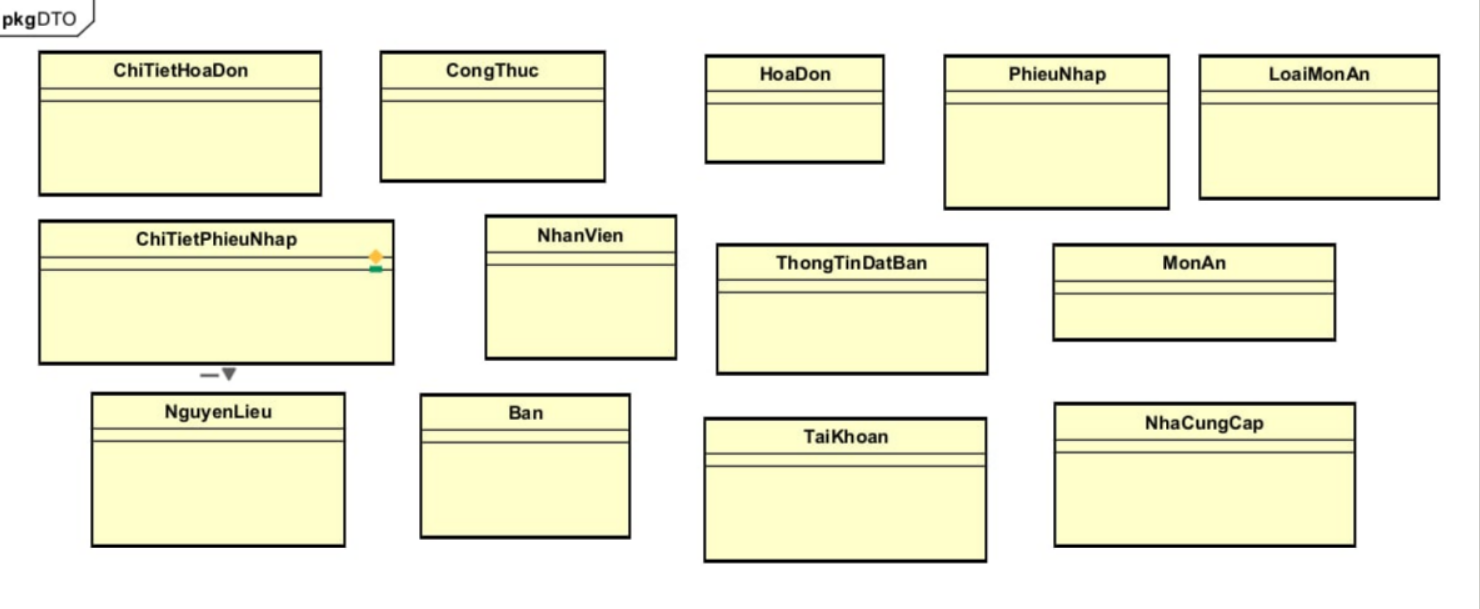 pkgDTO
ChiTietHoaDon
CongThuc
HoaDon
PhieuNhap
LoaiMonAn
ChiTietPhieuNhap
NhanVien
ThongTinDatBan
MonAn
NguyenLieu
Ban
TaiKhoan
NhaCungCap